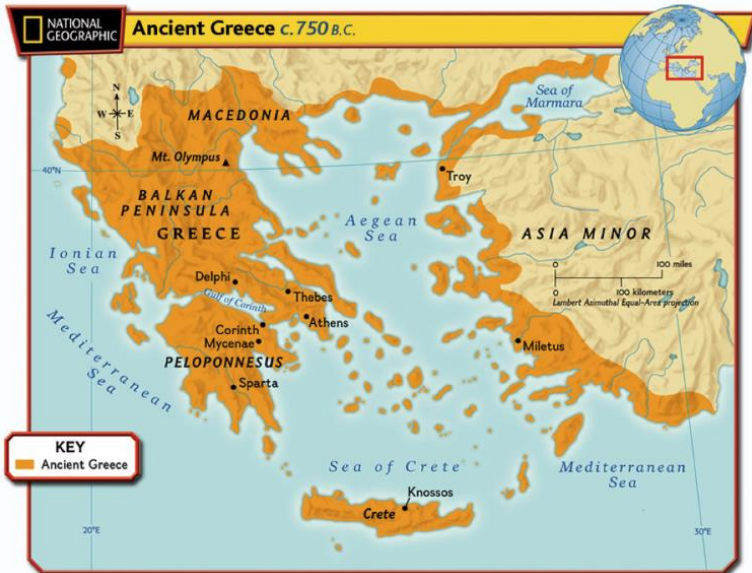 NATIONAL
GEOGRAPHIC
Ancient Greece c.750 B.C.
N
W E
S
MACEDONIA
Sea of
Marmara
Mt. Olympus
40°N
40°N
Troy
BALKAN
PENINSULA
GREECE
Aegean
Sea
ASIA MINOR
Ionian
Sea
0 100 miles
0 100 kilometers
Lambert Azimuthal Equal-Area projection
Delphi
Thebes
Gulf of Corinth
Athens
Corinth
Mycenae
Miletus
PELOPONNESUS
Mediterranean
Sea
Sparta
KEY
Ancient Greece
Sea of Crete
Mediterranean
Sea
Knossos
Crete
20°E
30°E